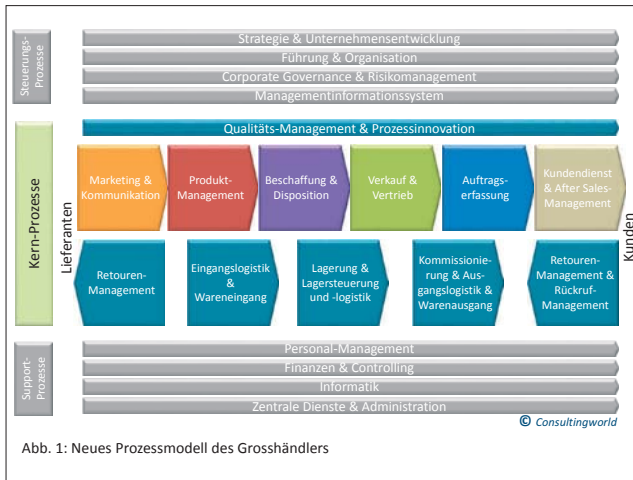 Steuerungs-
Prozesse
Strategie & Unternehmensentwicklung
Führung & Organisation
Corporate Governance & Risikomanagement
Managementinformationssystem
Kern-Prozesse
Lieferanten
Qualitäts-Management & Prozessinnovation
Marketing &
Kommunikation
Produkt-
Management
Beschaffung &
Disposition
Verkauf &
Vertrieb
Auftrags-
erfassung
Kundendienst
& After Sales-
Management
Kunden
Retouren-
Management
Eingangslogistik
&
Wareneingang
Lagerung &
Lagersteuerung
und -logistik
Kommissionie-
rung & Aus-
gangslogistik &
Warenausgang
Retouren-
Management &
Rückruf-
Management
Support-
Prozesse
Personal-Management
Finanzen & Controlling
Informatik
Zentrale Dienste & Administration
© Consultingworld
Abb. 1: Neues Prozessmodell des Grosshändlers